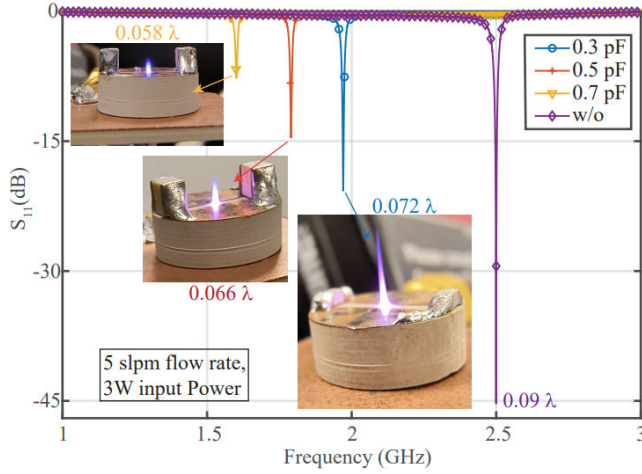 0
-15
-30
-45
S11(dB)
1
1.5
2
2.5
3
Frequency (GHz)
0.058 λ
0.066 λ
0.072 λ
0.09 λ
0.3 pF
0.5 pF
0.7 pF
w/o
5 slpm flow rate,
3W input Power